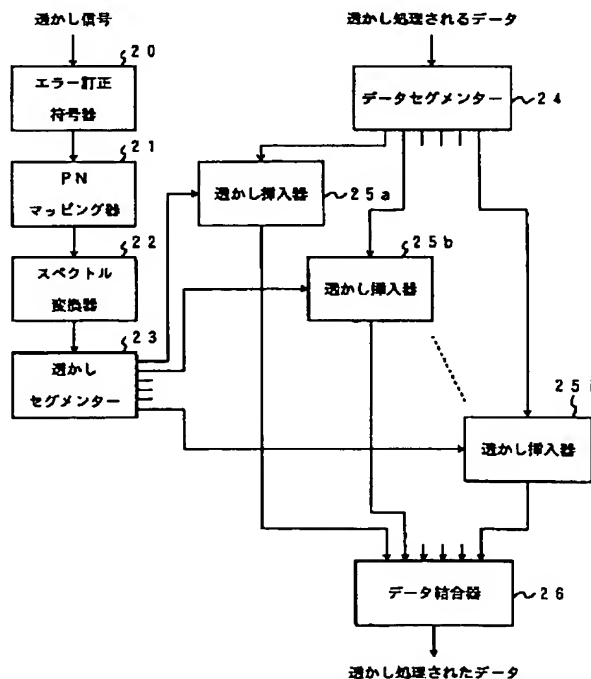 透かし信号
透かし処理されるデータ
20
エラー訂正
符号器
データセグメンター
24
21
PN
マッピング器
透かし挿入器
25a
22
スペクトル
変換器
25b
透かし挿入器
23
透かし
セグメンター
25i
透かし挿入器
データ結合器
26
透かし処理されたデータ